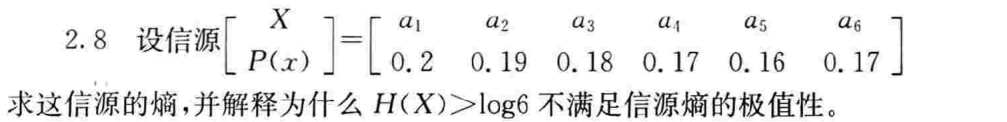 2.8 设信源[X P(x)]=[a₁ a₂ a₃ a₄ a₅ a₆
0.2 0.19 0.18 0.17 0.16 0.17]
求这信源的熵,并解释为什么 H(X)>log6 不满足信源熵的极值性。